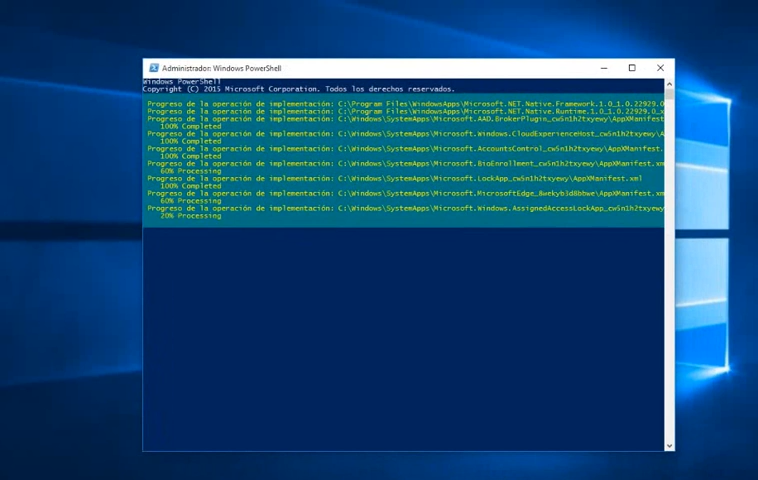 Administrador: Windows PowerShell
Windows PowerShell
Copyright (C) 2015 Microsoft Corporation. Todos los derechos reservados.
Progreso de la operación de implementación: C:\Program Files\WindowsApps\Microsoft.NET.Native.Framework.1.0_1.0.22929.0
Progreso de la operación de implementación: C:\Program Files\WindowsApps\Microsoft.NET.Native.Runtime.1.0_1.0.22929.0_x
Progreso de la operación de implementación: C:\Windows\SystemApps\Microsoft.AAD.BrokerPlugin_cw5n1h2txyewy\AppXManifest
100% Completed
Progreso de la operación de implementación: C:\Windows\SystemApps\Microsoft.Windows.CloudExperienceHost_cw5n1h2txyewy\A
100% Completed
Progreso de la operación de implementación: C:\Windows\SystemApps\Microsoft.AccountsControl_cw5n1h2txyewy\AppXManifest.
100% Completed
Progreso de la operación de implementación: C:\Windows\SystemApps\Microsoft.BioEnrollment_cw5n1h2txyewy\AppXManifest.xm
60% Processing
Progreso de la operación de implementación: C:\Windows\SystemApps\Microsoft.LockApp_cw5n1h2txyewy\AppXManifest.xml
100% Completed
Progreso de la operación de implementación: C:\Windows\SystemApps\Microsoft.MicrosoftEdge_8wekyb3d8bbwe\AppXManifest.xm
60% Processing
Progreso de la operación de implementación: C:\Windows\SystemApps\Microsoft.Windows.AssignedAccessLockApp_cw5n1h2txyewy
20% Processing